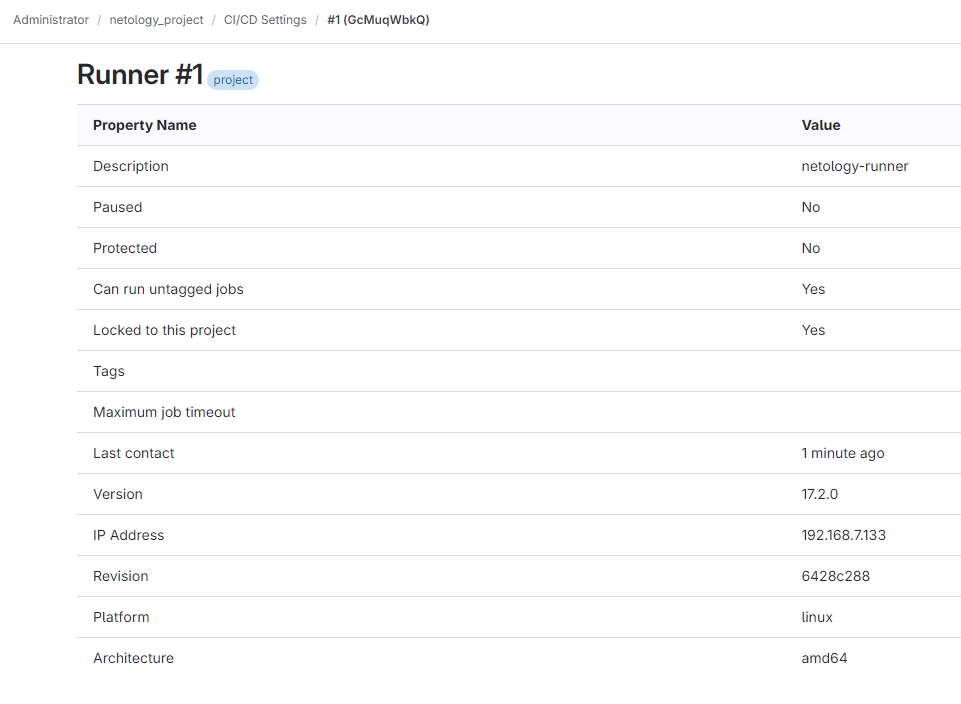 Administrator / netology_project / CI/CD Settings / #1 (GcMuqWbkQ)
Runner #1 project
Property Name Value
Description netology-runner
Paused No
Protected No
Can run untagged jobs Yes
Locked to this project Yes
Tags
Maximum job timeout
Last contact 1 minute ago
Version 17.2.0
IP Address 192.168.7.133
Revision 6428c288
Platform linux
Architecture amd64